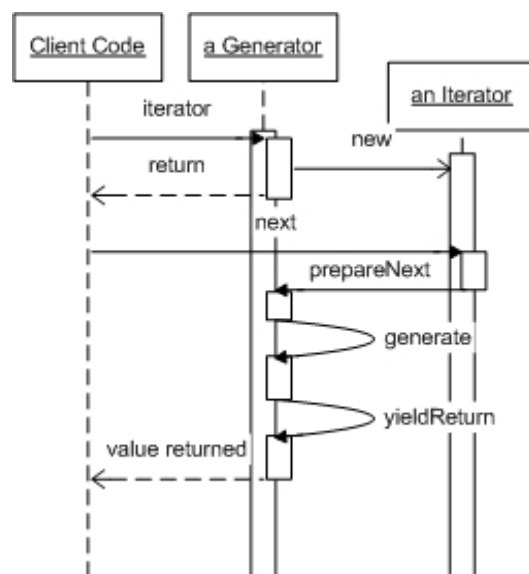 Client Code
a Generator
an Iterator
iterator
new
return
next
prepareNext
generate
yieldReturn
value returned